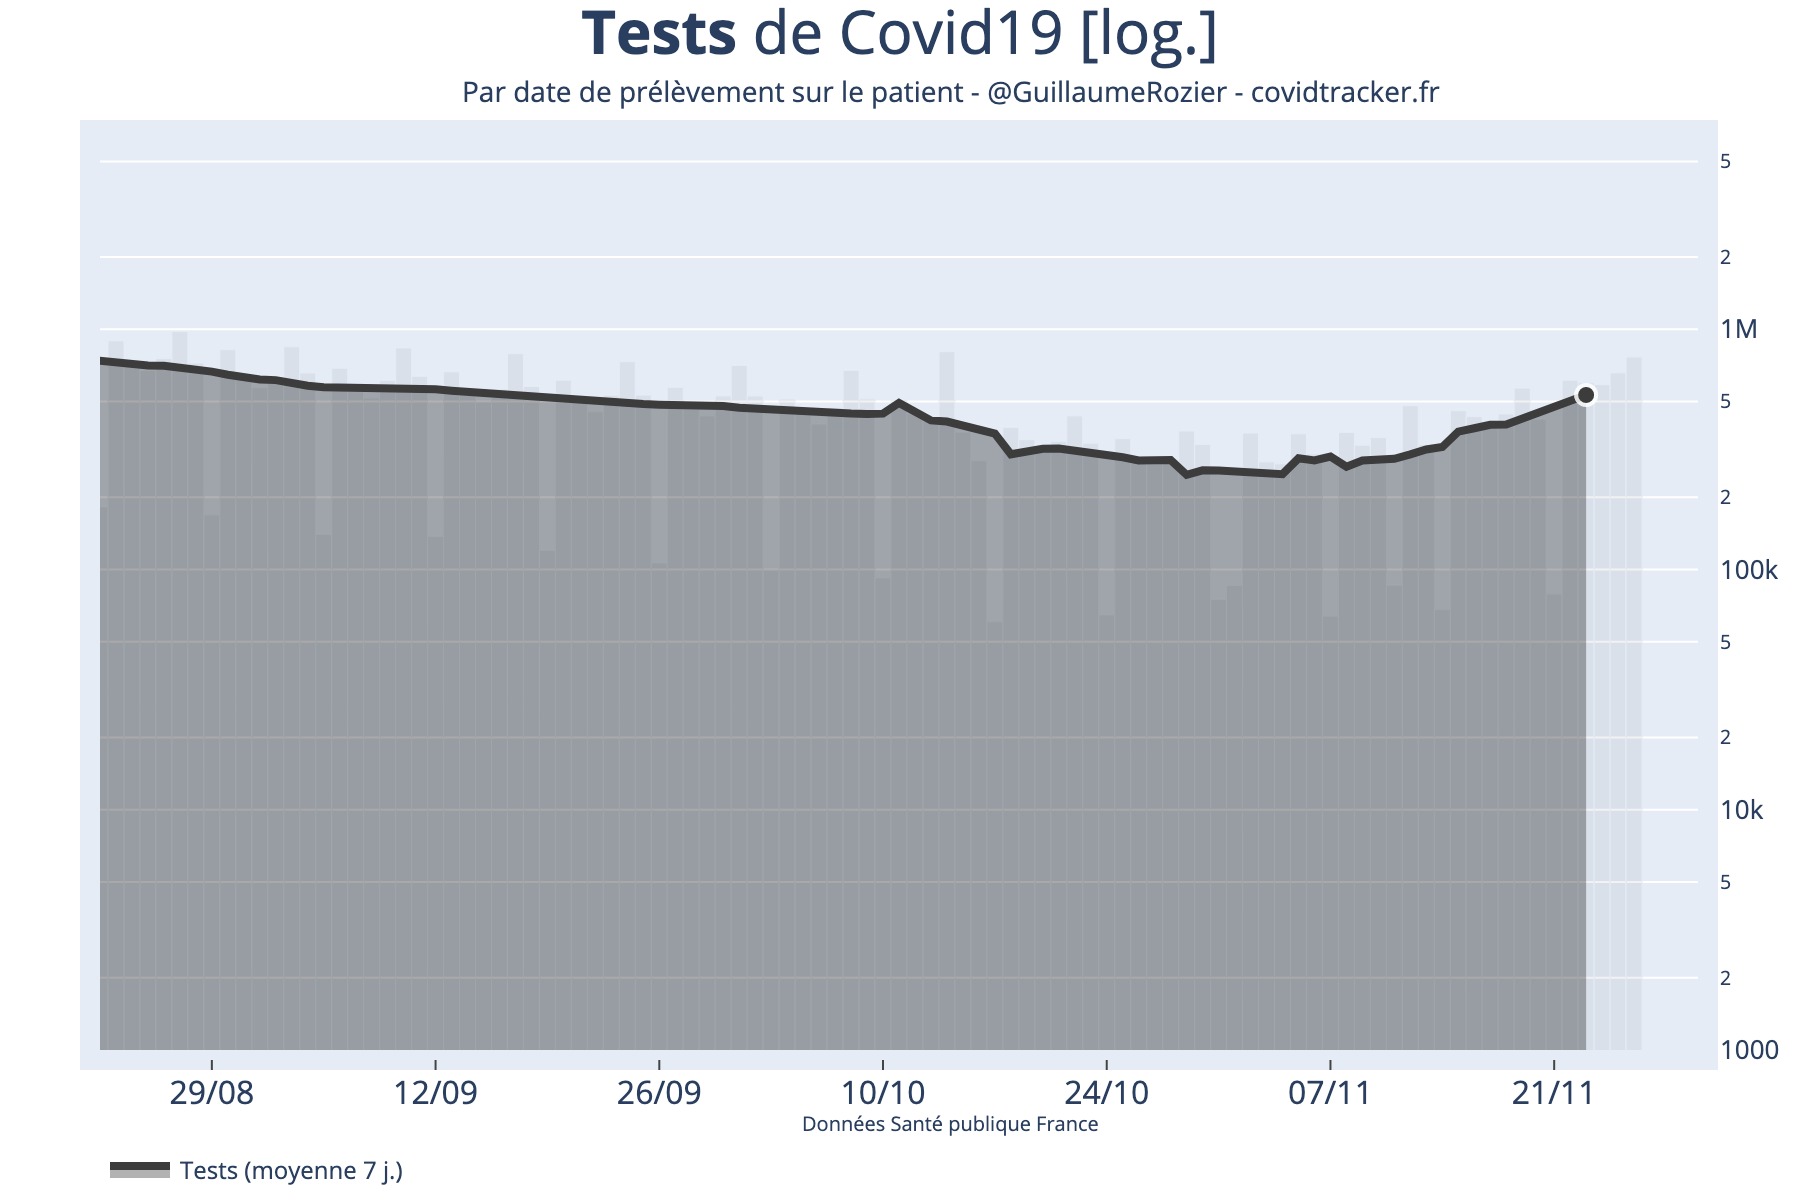 Tests de Covid19 [log.]
Par date de prélèvement sur le patient - @GuillaumeRozier - covidtracker.fr
5
2
1M
5
2
100k
5
2
10k
5
2
1000
29/08 12/09 26/09 10/10 24/10 07/11 21/11
Données Santé publique France
Tests (moyenne 7 j.)